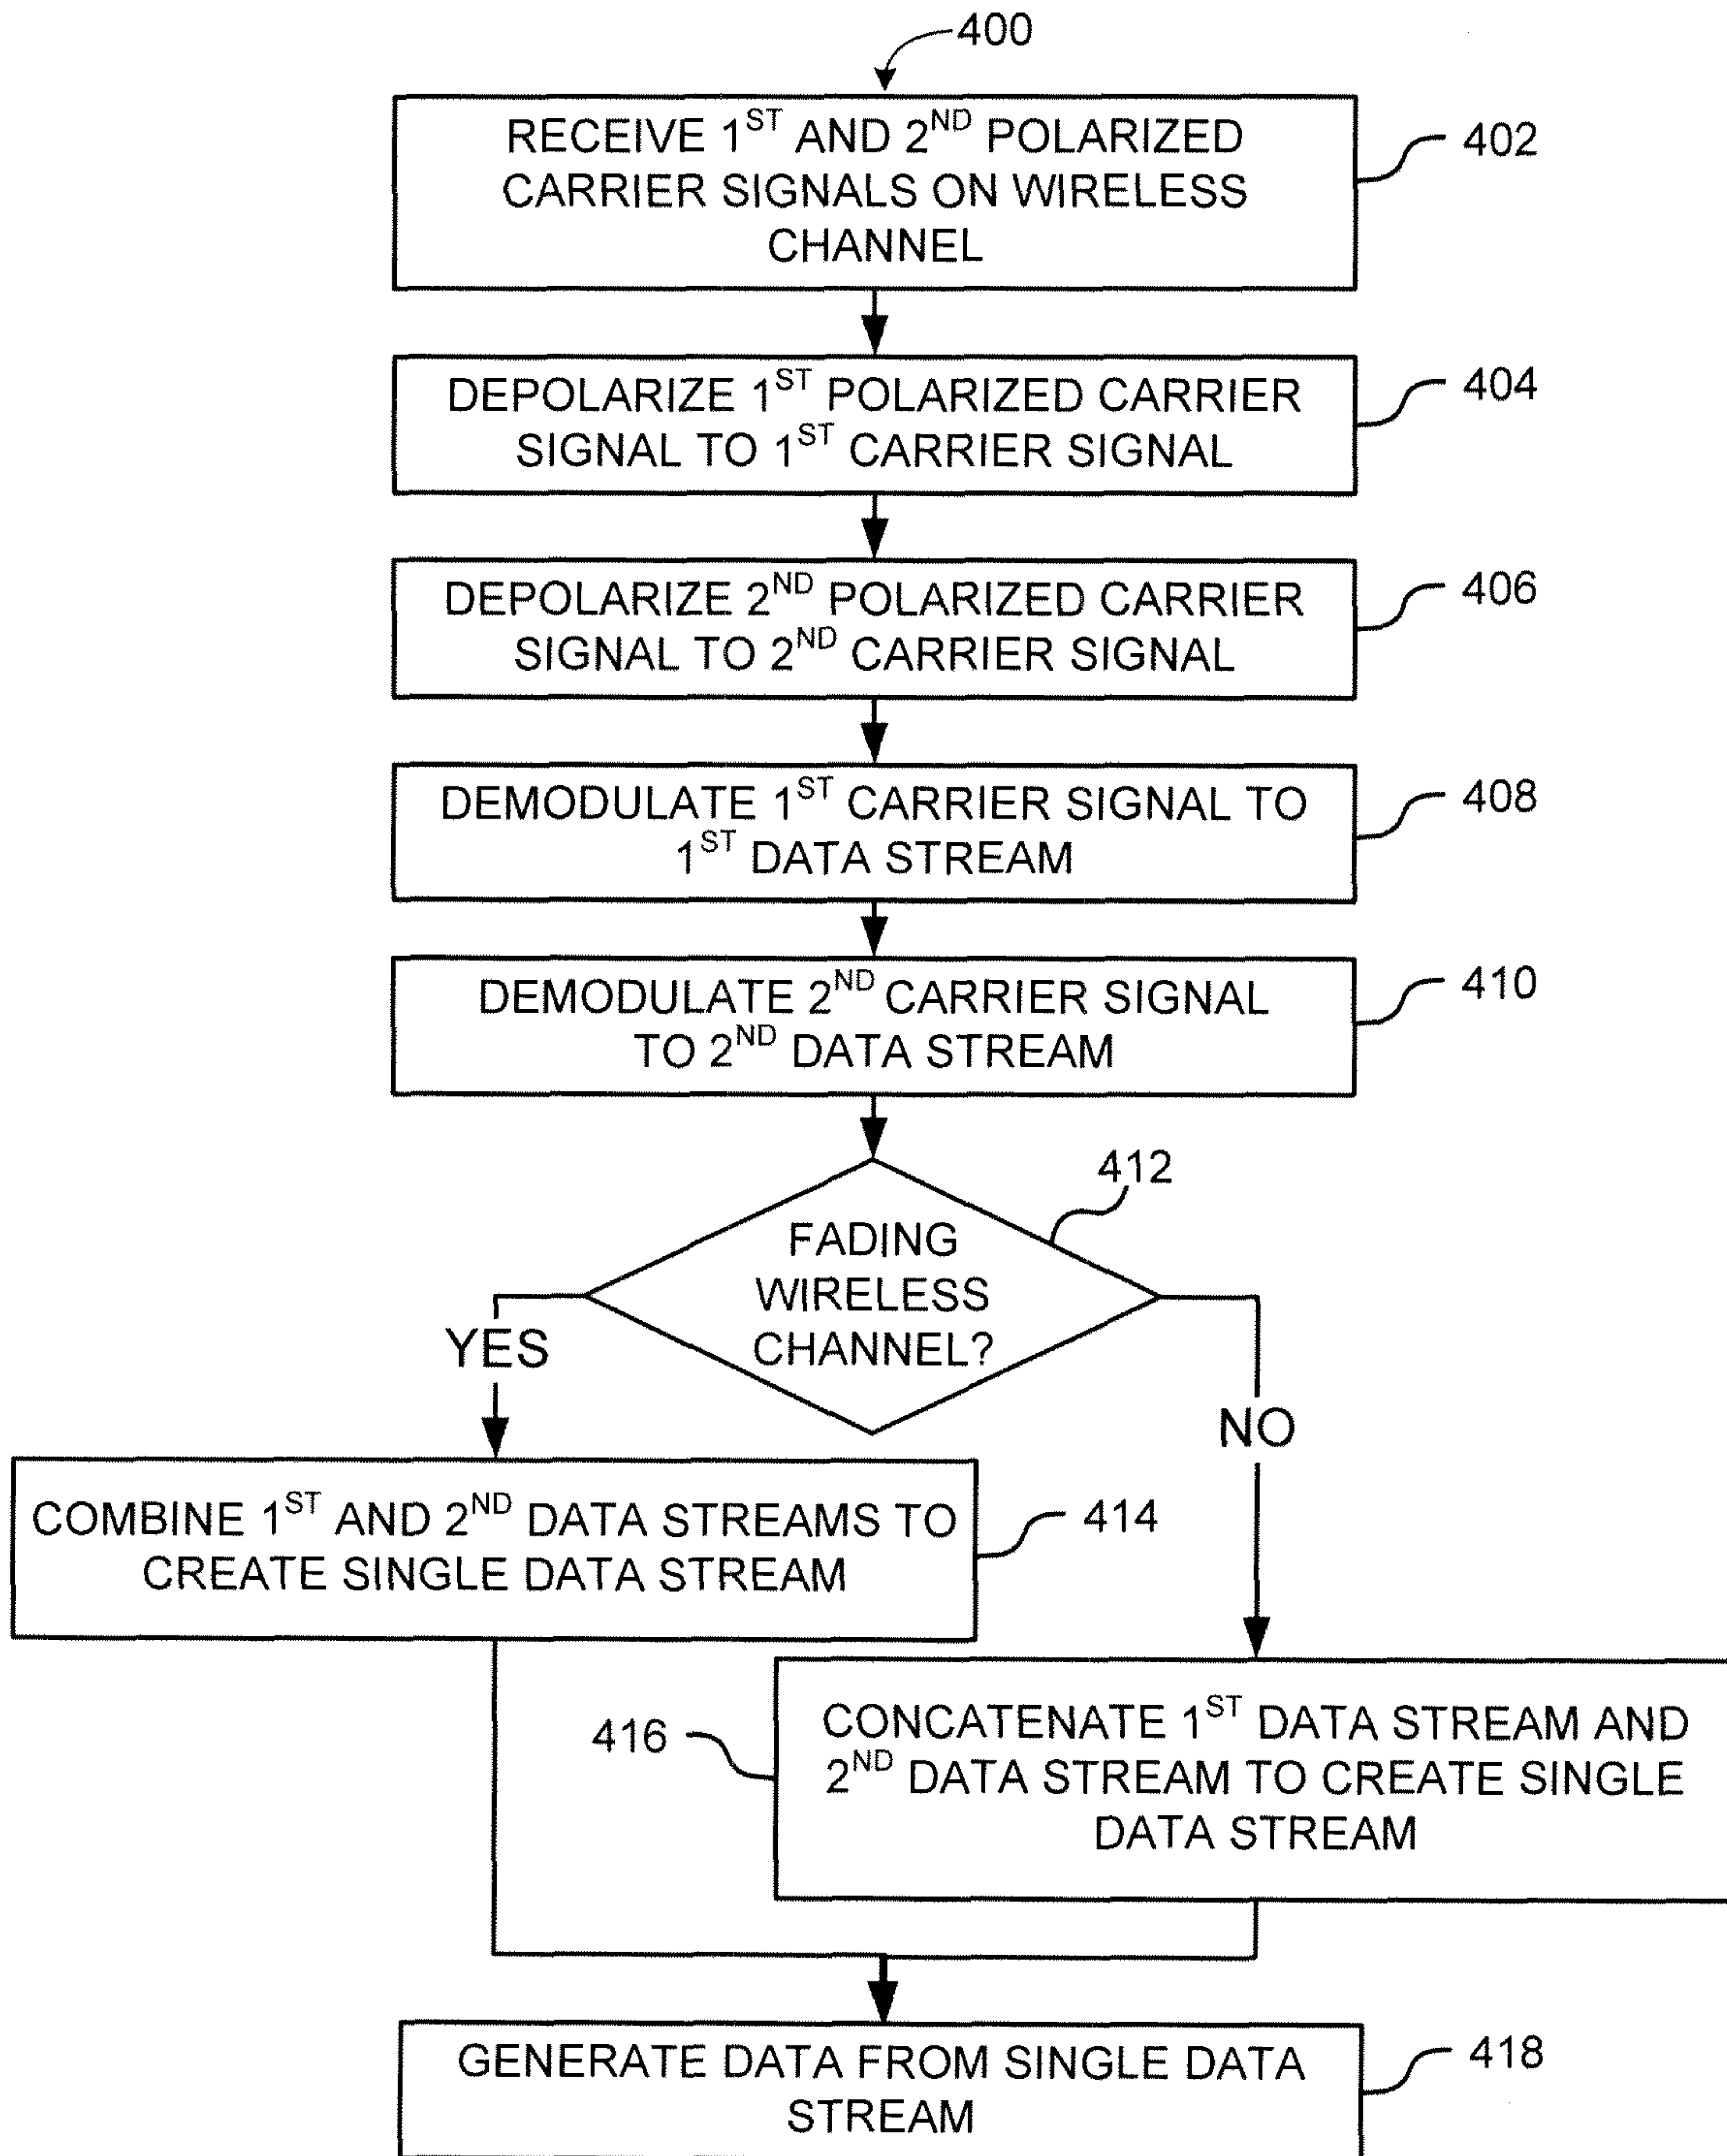 400
RECEIVE 1ST AND 2ND POLARIZED
CARRIER SIGNALS ON WIRELESS
CHANNEL
402
DEPOLARIZE 1ST POLARIZED CARRIER
SIGNAL TO 1ST CARRIER SIGNAL
404
DEPOLARIZE 2ND POLARIZED CARRIER
SIGNAL TO 2ND CARRIER SIGNAL
406
DEMODULATE 1ST CARRIER SIGNAL TO
1ST DATA STREAM
408
DEMODULATE 2ND CARRIER SIGNAL
TO 2ND DATA STREAM
410
412
FADING
WIRELESS
CHANNEL?
YES
NO
COMBINE 1ST AND 2ND DATA STREAMS TO
CREATE SINGLE DATA STREAM
414
416
CONCATENATE 1ST DATA STREAM AND
2ND DATA STREAM TO CREATE SINGLE
DATA STREAM
GENERATE DATA FROM SINGLE DATA
STREAM
418